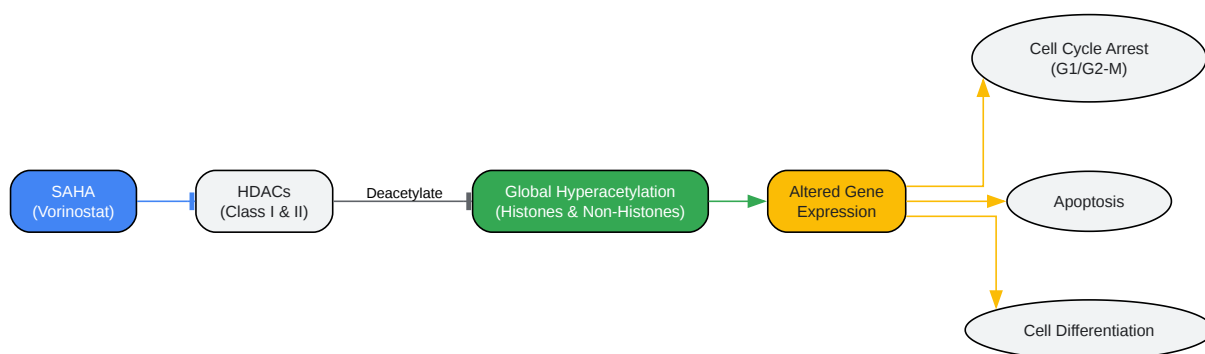 SAHA
(Vorinostat)
HDACs
(Class I & II)
Deacetylate
Global Hyperacetylation
(Histones & Non-Histones)
Altered Gene
Expression
Cell Cycle Arrest
(G1/G2-M)
Apoptosis
Cell Differentiation